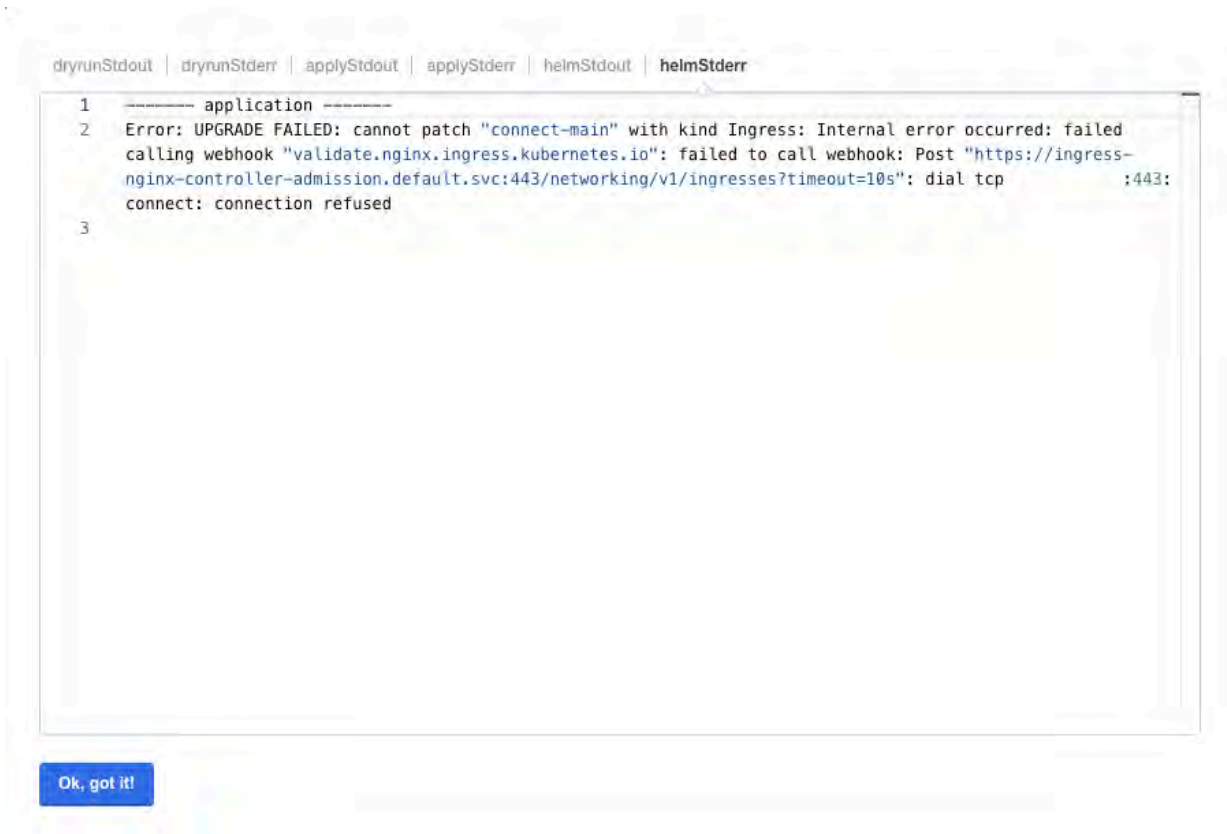 dryrunStdout | dryrunStderr | applyStdout | applyStderr | helmStdout | helmStderr
1 ------- application -------
2 Error: UPGRADE FAILED: cannot patch "connect-main" with kind Ingress: Internal error occurred: failed
calling webhook "validate.nginx.ingress.kubernetes.io": failed to call webhook: Post "https://ingress-
nginx-controller-admission.default.svc:443/networking/v1/ingresses?timeout=10s": dial tcp :443:
connect: connection refused
3
Ok, got it!